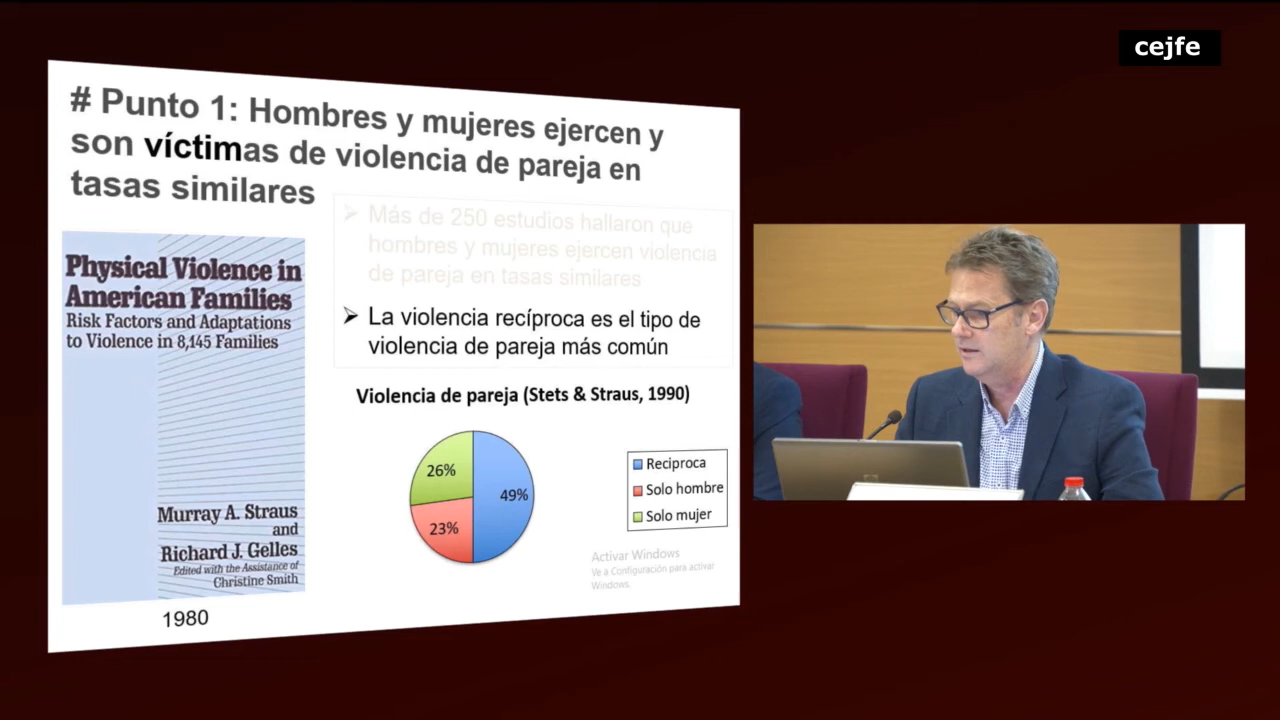 cejfe
# Punto 1: Hombres y mujeres ejercen y
son víctimas de violencia de pareja en
tasas similares
Más de 250 estudios hallaron que
hombres y mujeres ejercen violencia
de pareja en tasas similares
La violencia recíproca es el tipo de
violencia de pareja más común
Physical Violence in
American Families
Risk Factors and Adaptations
to Violence in 8,145 Families
Murray A. Straus
and
Richard J. Gelles
Edited with the Assistance of
Christine Smith
1980
Violencia de pareja (Stets & Straus, 1990)
26%
49%
23%
Reciproca
Solo hombre
Solo mujer
Activar Windows
Ve a Configuración para activar
Windows.